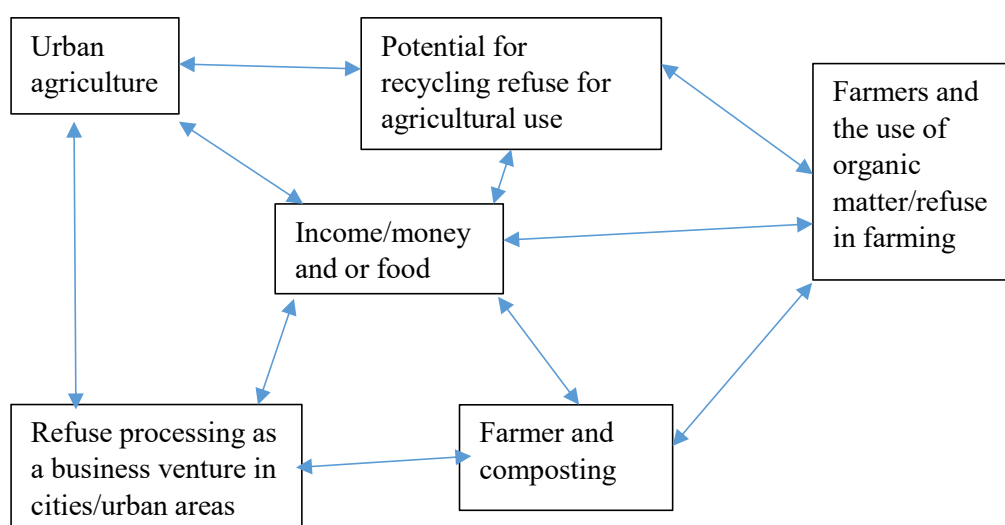 Urban
agriculture
Potential for
recycling refuse for
agricultural use
Farmers and
the use of
organic
matter/refuse
in farming
Income/money
and or food
Refuse processing as
a business venture in
cities/urban areas
Farmer and
composting